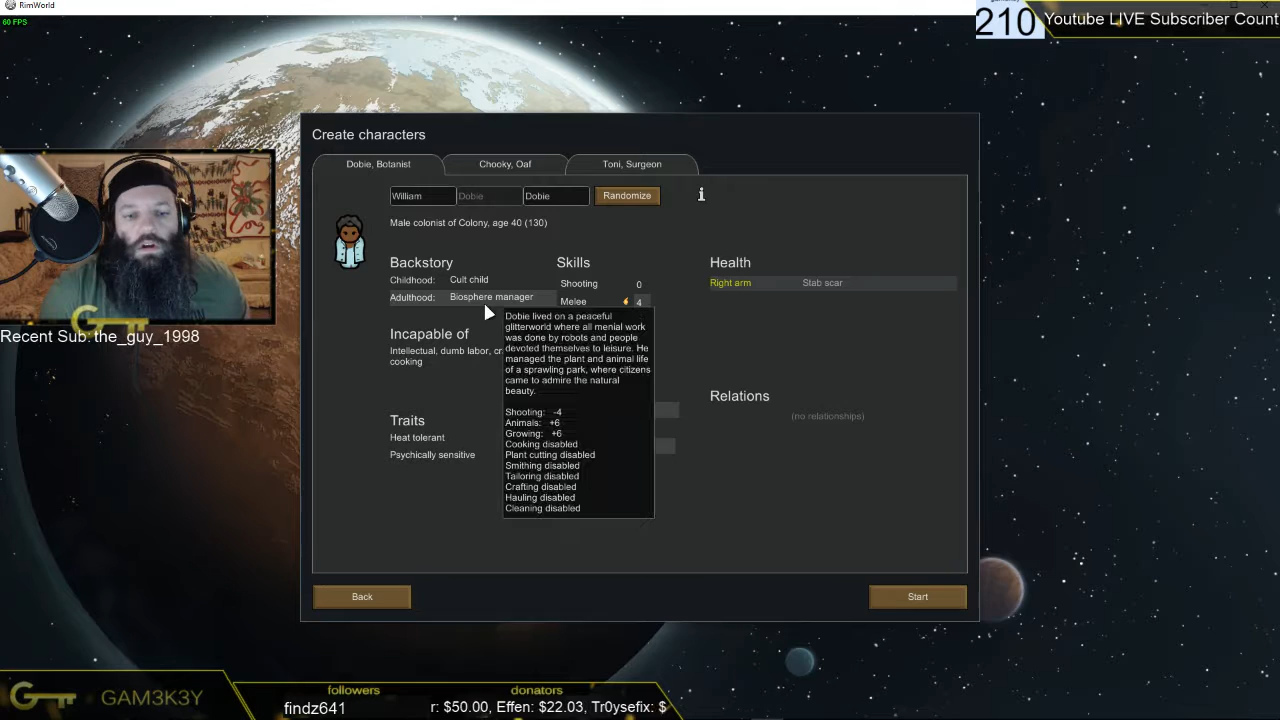 RimWorld
60 FPS
210
Youtube LIVE Subscriber Count
Create characters
Dobie, Botanist
Chooky, Oaf
Toni, Surgeon
William
Dobie
Dobie
Randomize
Male colonist of Colony, age 40 (130)
Backstory
Childhood: Cult child
Adulthood: Biosphere manager
Skills
Shooting 0
Melee 4
Health
Right arm Stab scar
Incapable of
Intellectual, dumb labor, cr
cooking
Traits
Heat tolerant
Psychically sensitive
Dobie lived on a peaceful
glitterworld where all menial work
was done by robots and people
devoted themselves to leisure. He
managed the plant and animal life
of a sprawling park, where citizens
came to admire the natural
beauty.
Shooting: -4
Animals: +6
Growing: +6
Cooking disabled
Plant cutting disabled
Smithing disabled
Tailoring disabled
Crafting disabled
Hauling disabled
Cleaning disabled
Relations
(no relationships)
Back
Start
Recent Sub: the_guy_1998
GAM3K3Y
followers
findz641
donators
r: $50.00, Effen: $22.03, Tr0ysefix: $